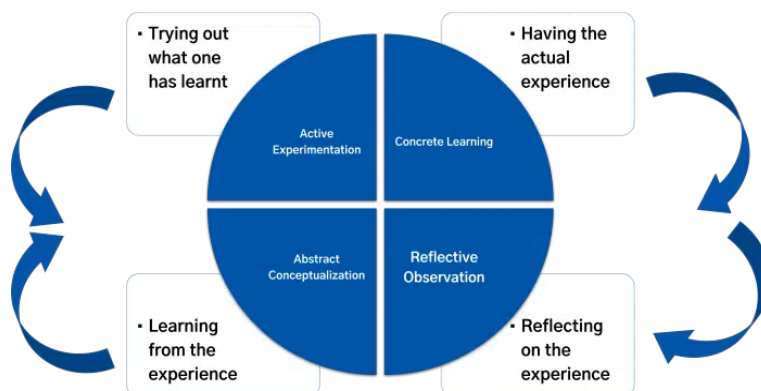 ▪ Trying out
what one
has learnt
▪ Having the
actual
experience
Active
Experimentation
Concrete Learning
Abstract
Conceptualization
Reflective
Observation
▪ Learning
from the
experience
▪ Reflecting
on the
experience